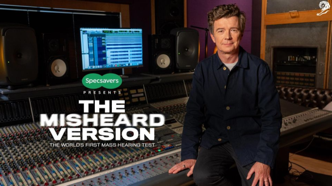 Specsavers
PRESENTS
THE
MISHEARD
VERSION
THE WORLD'S FIRST MASS HEARING TEST